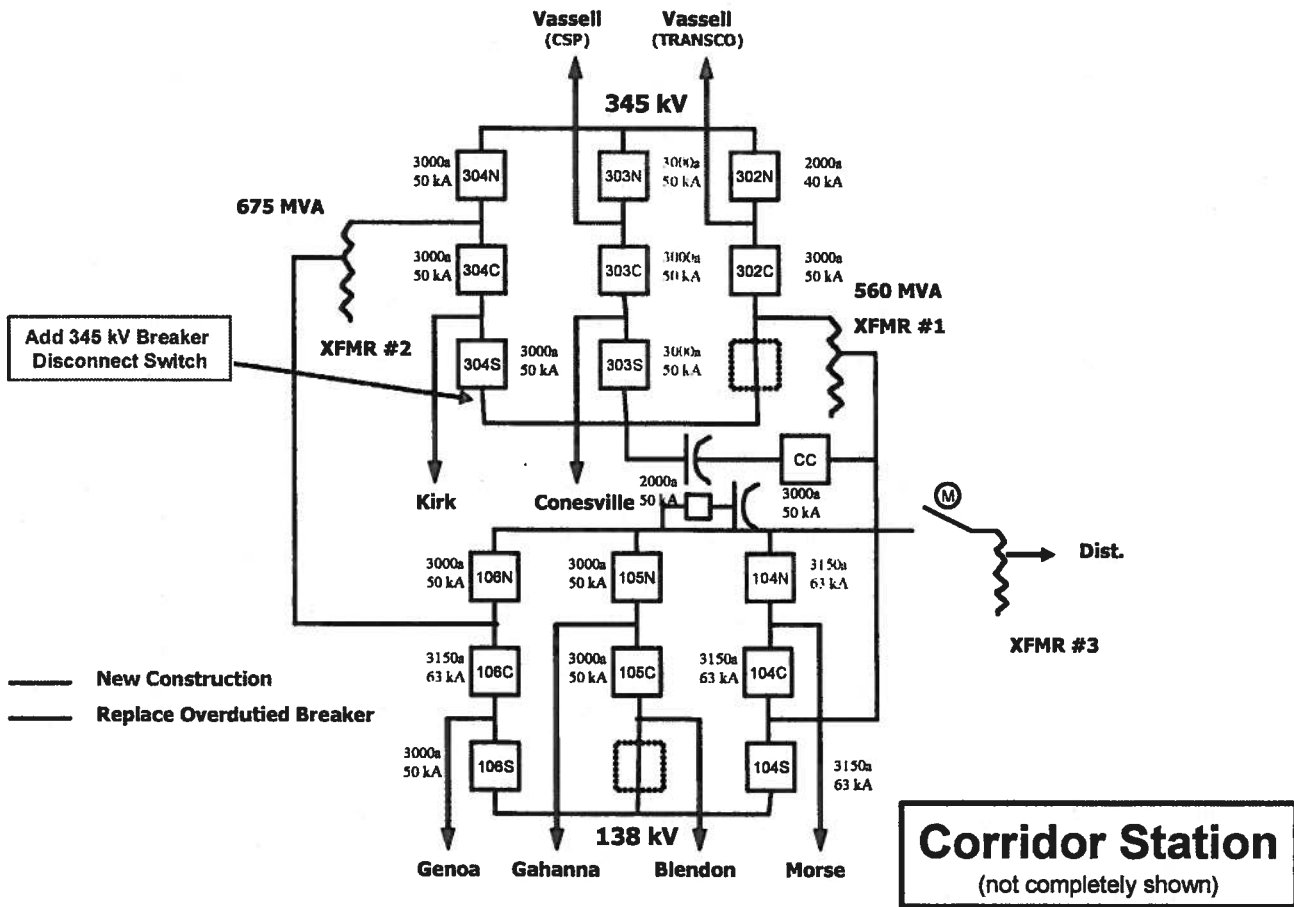 Vassell
(CSP)
Vassell
(TRANSCO)
345 kV
3000a
50 kA
304N
3000a
50 kA
303N
2000a
40 kA
302N
675 MVA
3000a
50 kA
304C
3000a
50 kA
303C
3000a
50 kA
302C
560 MVA
XFMR #1
Add 345 kV Breaker
Disconnect Switch
XFMR #2
304S
3000a
50 kA
303S
3000a
50 kA
CC
Kirk
Conesville
2000a
50 kA
3000a
50 kA
M
Dist.
XFMR #3
3000a
50 kA
106N
3000a
50 kA
105N
104N
3150a
63 kA
3150a
63 kA
106C
3000a
50 kA
105C
3150a
63 kA
104C
New Construction
Replace Overdutied Breaker
3000a
50 kA
106S
104S
3150a
63 kA
138 kV
Genoa
Gahanna
Blendon
Morse
Corridor Station
(not completely shown)